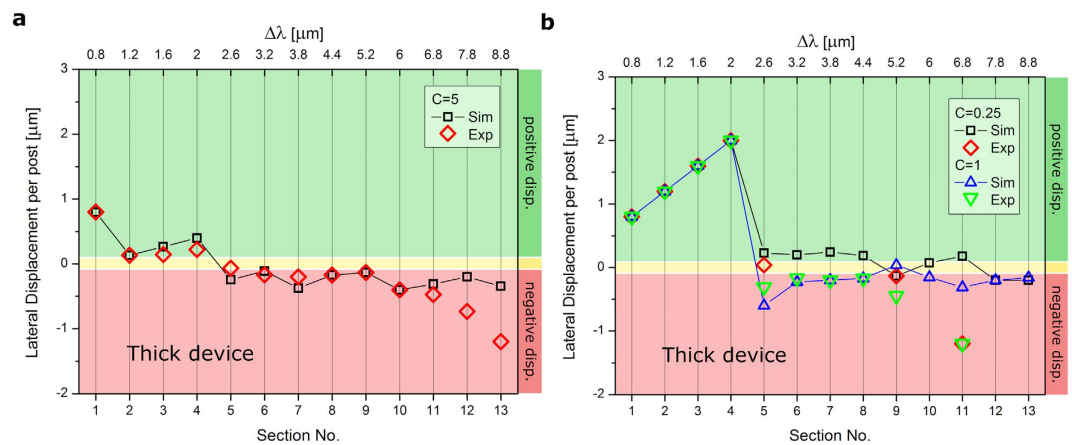 a
Δλ [μm]
0.8 1.2 1.6 2 2.6 3.2 3.8 4.4 5.2 6 6.8 7.8 8.8
3
2
1
0
-1
-2
Lateral Displacement per post [μm]
C=5
Sim
Exp
positive disp.
negative disp.
Thick device
1 2 3 4 5 6 7 8 9 10 11 12 13
Section No.
b
Δλ [μm]
0.8 1.2 1.6 2 2.6 3.2 3.8 4.4 5.2 6 6.8 7.8 8.8
3
2
1
0
-1
-2
Lateral Displacement per post [μm]
C=0.25
Sim
Exp
C=1
Sim
Exp
positive disp.
negative disp.
Thick device
1 2 3 4 5 6 7 8 9 10 11 12 13
Section No.